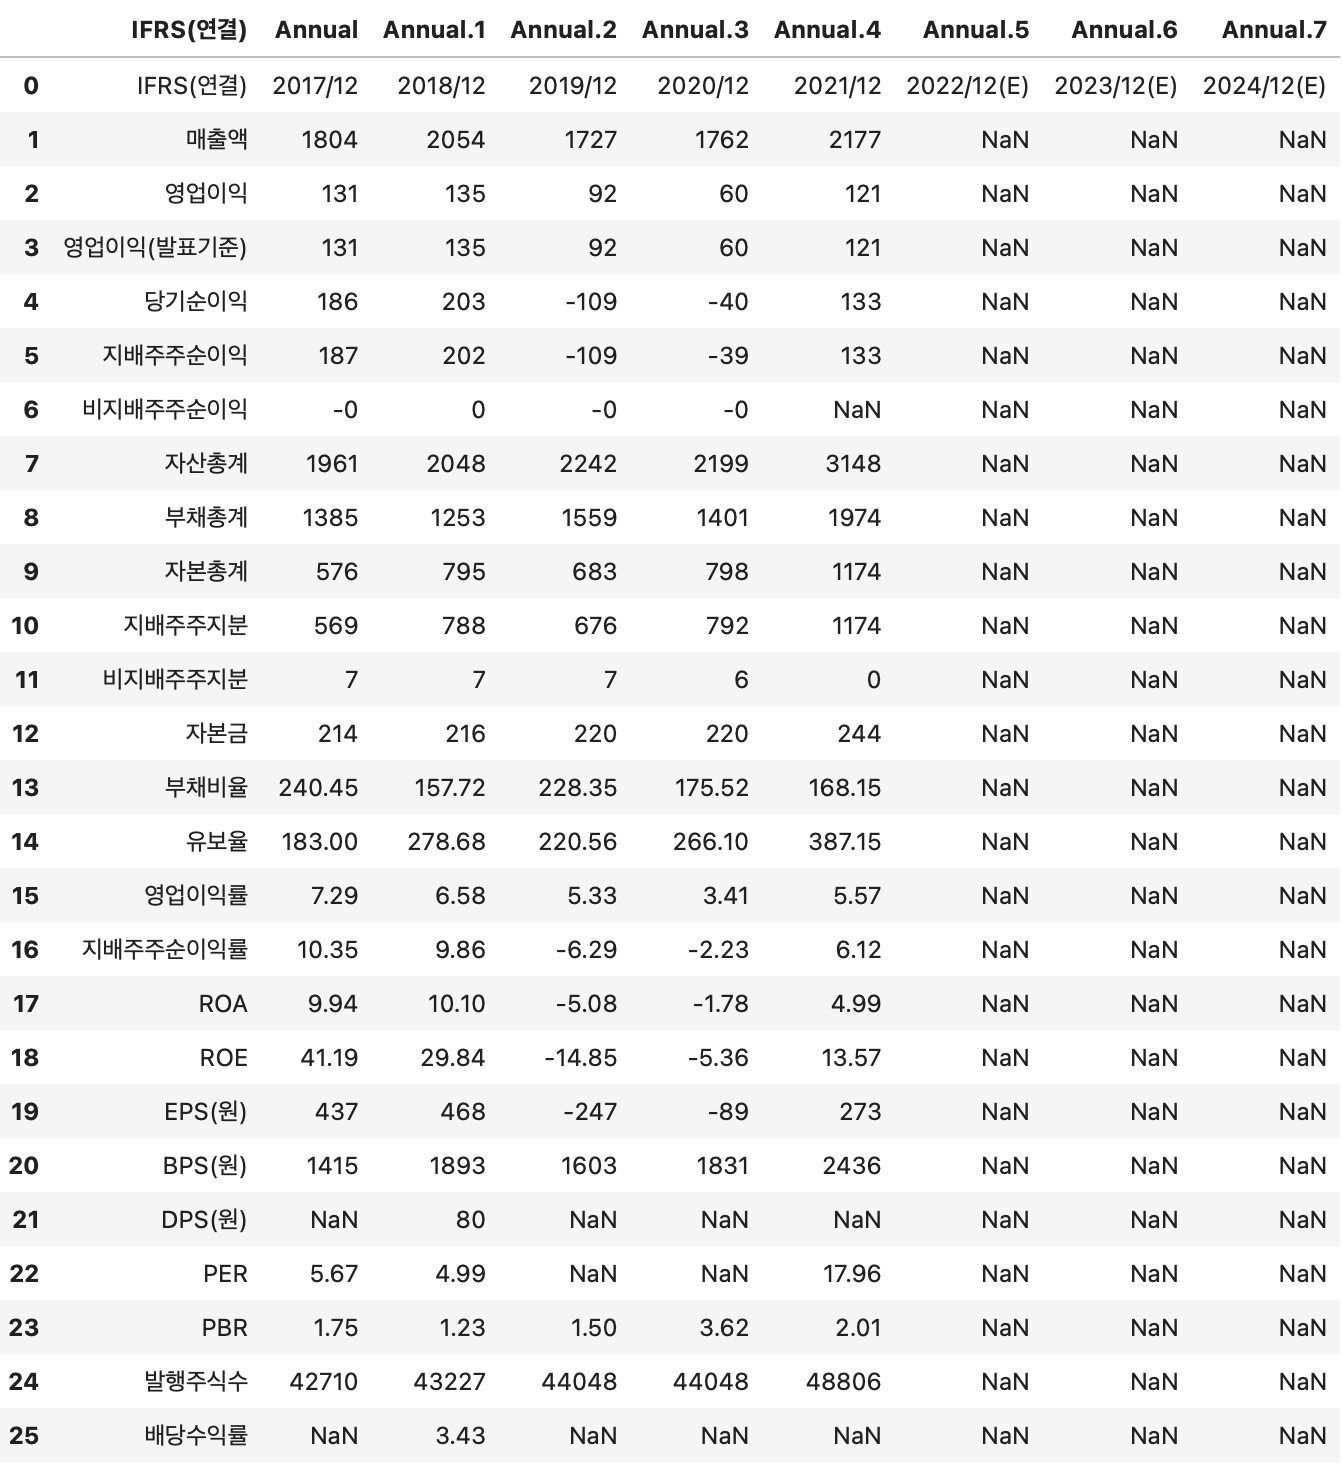 IFRS(연결) Annual Annual.1 Annual.2 Annual.3 Annual.4 Annual.5 Annual.6 Annual.7
0 IFRS(연결) 2017/12 2018/12 2019/12 2020/12 2021/12 2022/12(E) 2023/12(E) 2024/12(E)
1 매출액 1804 2054 1727 1762 2177 NaN NaN NaN
2 영업이익 131 135 92 60 121 NaN NaN NaN
3 영업이익(발표기준) 131 135 92 60 121 NaN NaN NaN
4 당기순이익 186 203 -109 -40 133 NaN NaN NaN
5 지배주주순이익 187 202 -109 -39 133 NaN NaN NaN
6 비지배주주순이익 -0 0 -0 -0 NaN NaN NaN NaN
7 자산총계 1961 2048 2242 2199 3148 NaN NaN NaN
8 부채총계 1385 1253 1559 1401 1974 NaN NaN NaN
9 자본총계 576 795 683 798 1174 NaN NaN NaN
10 지배주주지분 569 788 676 792 1174 NaN NaN NaN
11 비지배주주지분 7 7 7 6 0 NaN NaN NaN
12 자본금 214 216 220 220 244 NaN NaN NaN
13 부채비율 240.45 157.72 228.35 175.52 168.15 NaN NaN NaN
14 유보율 183.00 278.68 220.56 266.10 387.15 NaN NaN NaN
15 영업이익률 7.29 6.58 5.33 3.41 5.57 NaN NaN NaN
16 지배주주순이익률 10.35 9.86 -6.29 -2.23 6.12 NaN NaN NaN
17 ROA 9.94 10.10 -5.08 -1.78 4.99 NaN NaN NaN
18 ROE 41.19 29.84 -14.85 -5.36 13.57 NaN NaN NaN
19 EPS(원) 437 468 -247 -89 273 NaN NaN NaN
20 BPS(원) 1415 1893 1603 1831 2436 NaN NaN NaN
21 DPS(원) NaN 80 NaN NaN NaN NaN NaN NaN
22 PER 5.67 4.99 NaN NaN 17.96 NaN NaN NaN
23 PBR 1.75 1.23 1.50 3.62 2.01 NaN NaN NaN
24 발행주식수 42710 43227 44048 44048 48806 NaN NaN NaN
25 배당수익률 NaN 3.43 NaN NaN NaN NaN NaN NaN